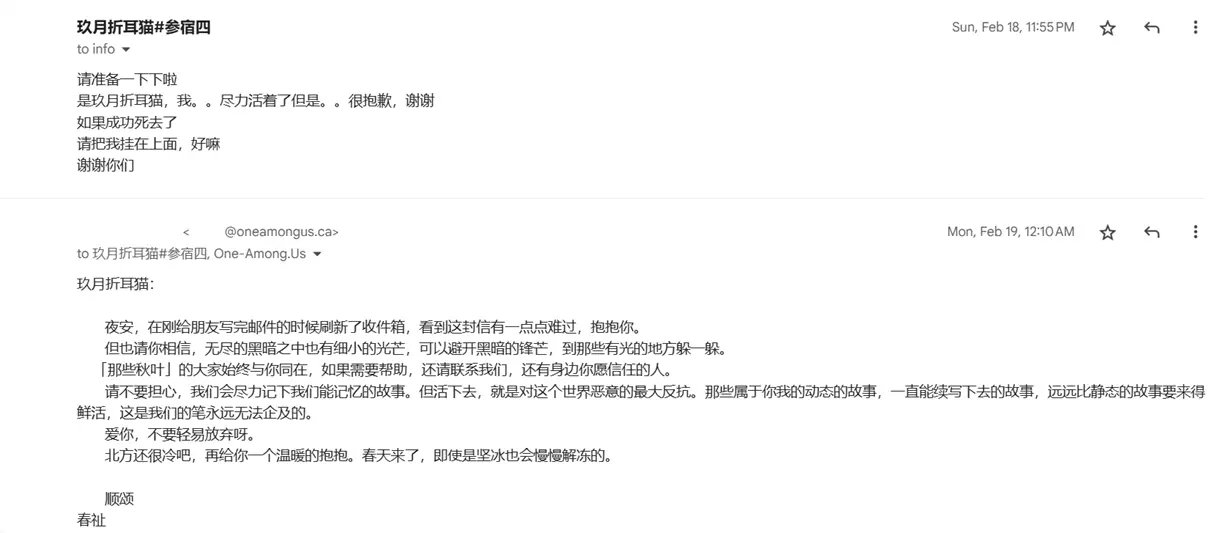 玖月折耳猫#参宿四
Sun, Feb 18, 11:55 PM
to info
请准备一下下啦
是玖月折耳猫，我。。尽力活着了但是。。很抱歉，谢谢
如果成功死去了
请把我挂在上面，好嘛
谢谢你们
< @oneamongus.ca>
Mon, Feb 19, 12:10 AM
to 玖月折耳猫#参宿四, One-Among.Us
玖月折耳猫：
夜安，在刚给朋友写完邮件的时候刷新了收件箱，看到这封信有一点点难过，抱抱你。
但也请你相信，无尽的黑暗之中也有细小的光芒，可以避开黑暗的锋芒，到那些有光的地方躲一躲。
「那些秋叶」的大家始终与你同在，如果需要帮助，还请联系我们，还有身边你愿信任的人。
请不要担心，我们会尽力记下我们能记忆的故事。但活下去，就是对这个世界恶意的最大反抗。那些属于你我的动态的故事，一直能续写下去的故事，远远比静态的故事要来得
鲜活，这是我们的笔永远无法企及的。
爱你，不要轻易放弃呀。
北方还很冷吧，再给你一个温暖的抱抱。春天来了，即使是坚冰也会慢慢解冻的。
顺颂
春祉